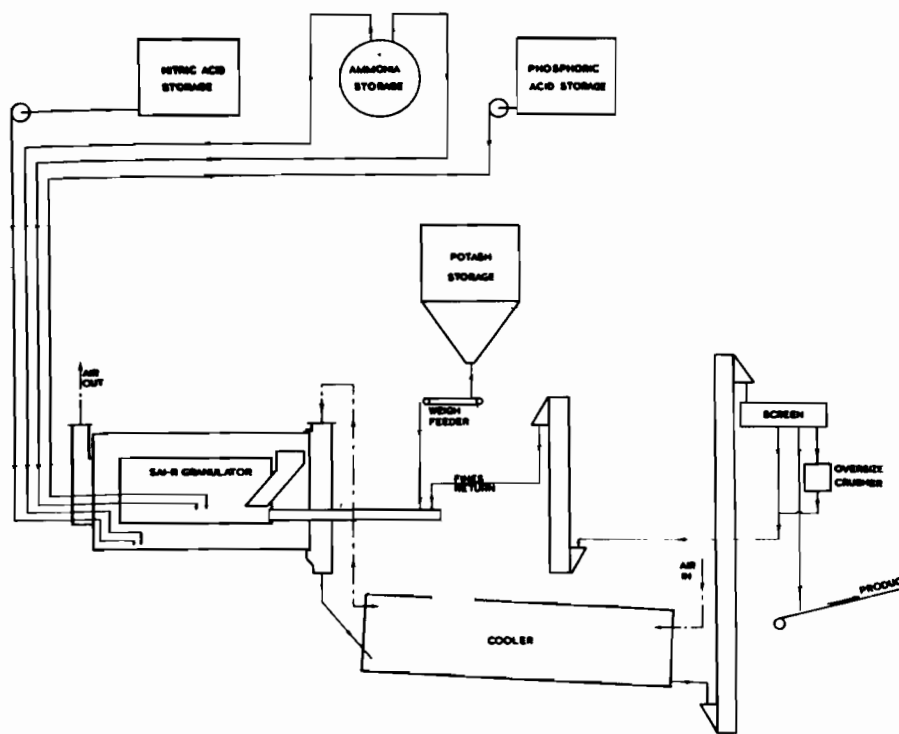 NITRIC ACID
STORAGE
AMMONIA
STORAGE
PHOSPHORIC
ACID STORAGE
POTASH
STORAGE
AIR
OUT
WEIGH
FEEDER
SCREEN
SAI-R GRANULATOR
FINES
RETURN
OVERSIZE
CRUSHER
AIR
IN
PRODUC
COOLER